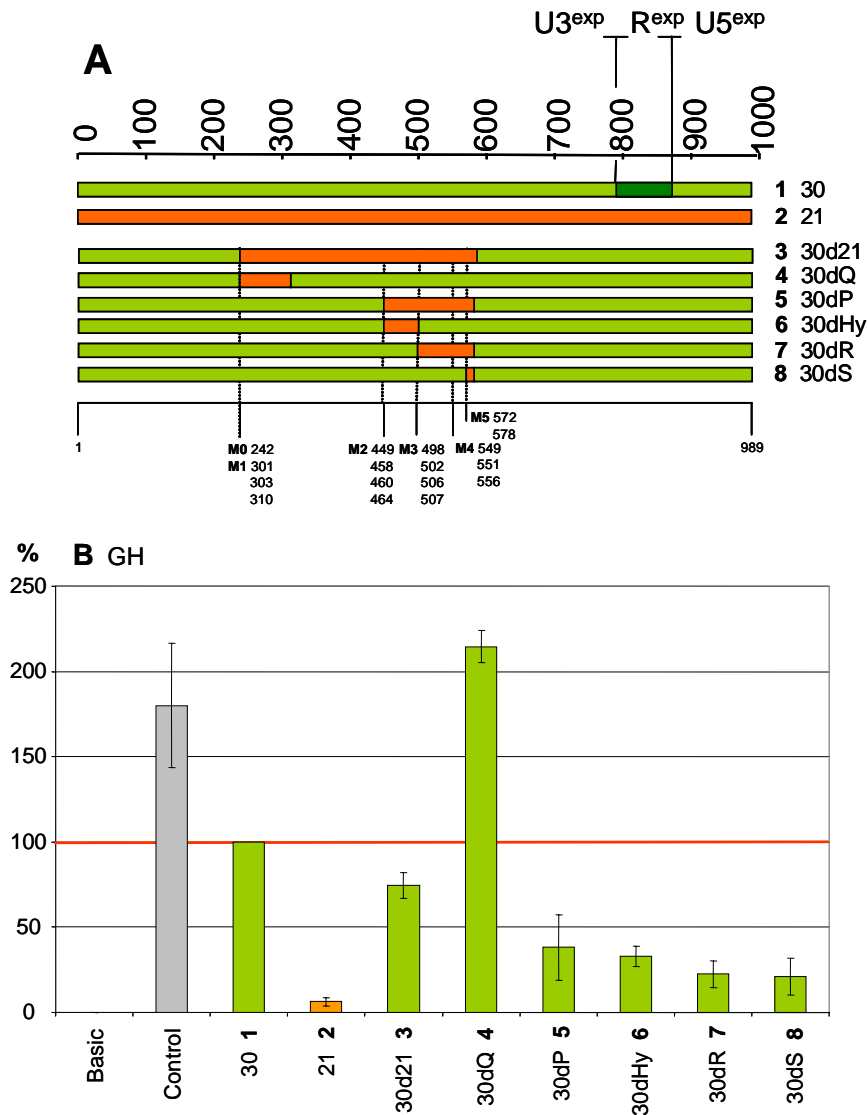 U3exp Rexp U5exp
A
0 100 200 300 400 500 600 700 800 900 1000
1 30
2 21
3 30d21
4 30dQ
5 30dP
6 30dHy
7 30dR
8 30dS
M5 572
578
1 M0 242 M2 449 M3 498 M4 549 989
M1 301 458 502 551
303 460 506 556
310 464 507
% B GH
250
200
150
100
50
0
Basic Control 30 1 21 2 30d21 3 30dQ 4 30dP 5 30dHy 6 30dR 7 30dS 8